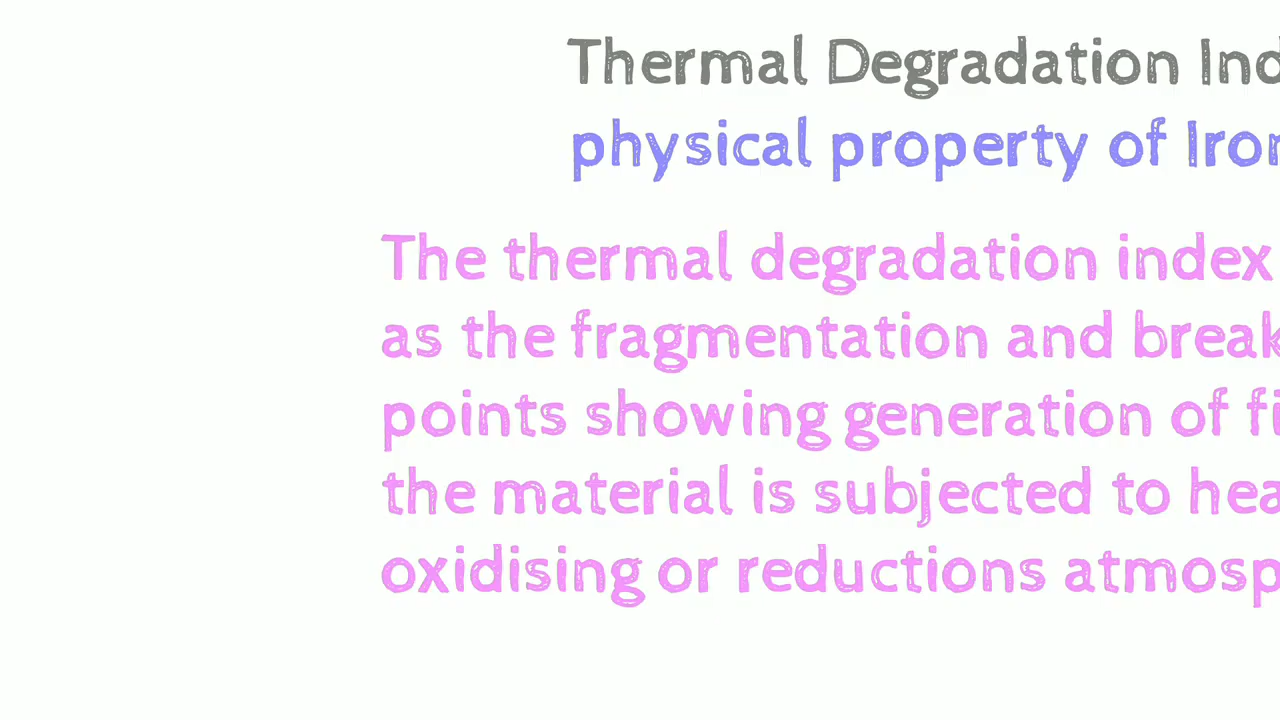 Thermal Degradation Ind
physical property of Iron
The thermal degradation index
as the fragmentation and break
points showing generation of fi
the material is subjected to hea
oxidising or reductions atmosp